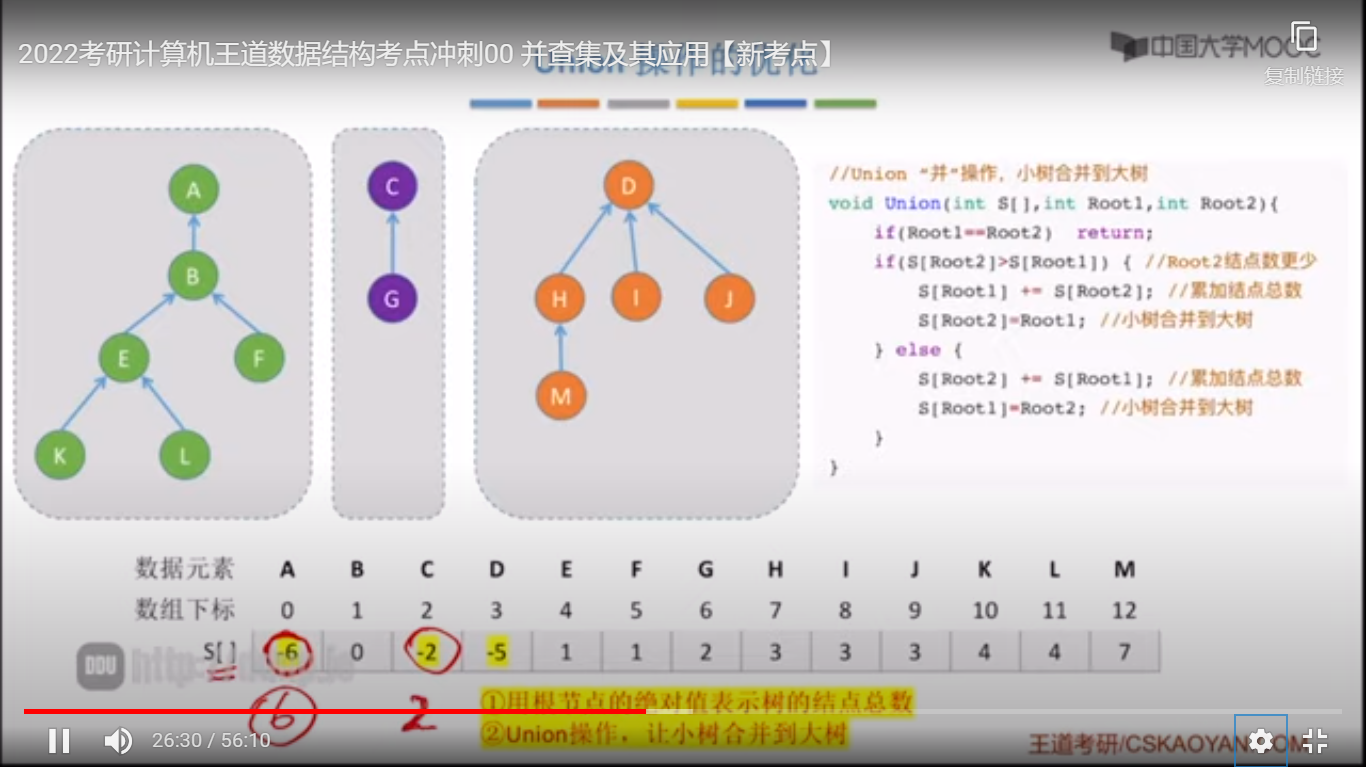 2022考研计算机王道数据结构考点冲刺00 并查集及其应用【新考点】
Union 操作的优化
中国大学MOOC
复制链接
A
B
E
F
K
L
C
G
D
H
I
J
M
//Union “并”操作，小树合并到大树
void Union(int S[],int Root1,int Root2){
if(Root1==Root2) return;
if(S[Root2]>S[Root1]) { //Root2结点数更少
S[Root1] += S[Root2]; //累加结点总数
S[Root2]=Root1; //小树合并到大树
} else {
S[Root2] += S[Root1]; //累加结点总数
S[Root1]=Root2; //小树合并到大树
}
}
数据元素 A B C D E F G H I J K L M
数组下标 0 1 2 3 4 5 6 7 8 9 10 11 12
S[] -6 0 -2 -5 1 1 2 3 3 3 4 4 7
DDU
6 2
①用根节点的绝对值表示树的结点总数
②Union操作，让小树合并到大树
26:30 / 56:10
王道考研/CSKAOYAN.COM